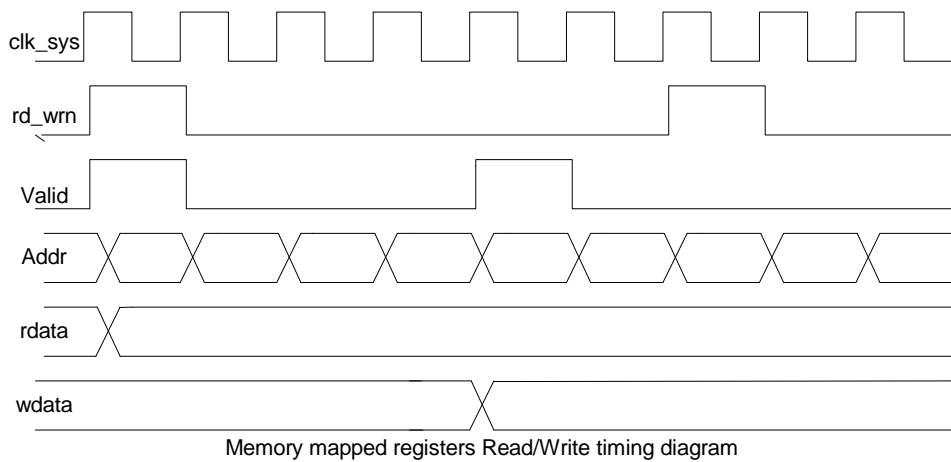 clk_sys
rd_wrn
Valid
Addr
rdata
wdata
Memory mapped registers Read/Write timing diagram